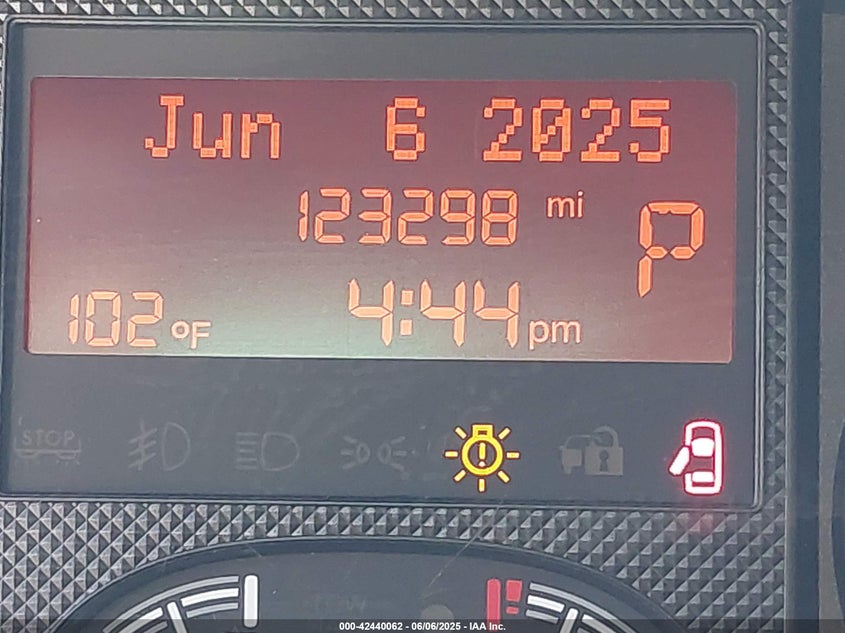 Jun 6 2025
123298 mi P
102 °F 4:44 pm
STOP
000-42440062 - 06/06/2025 - IAA Inc.